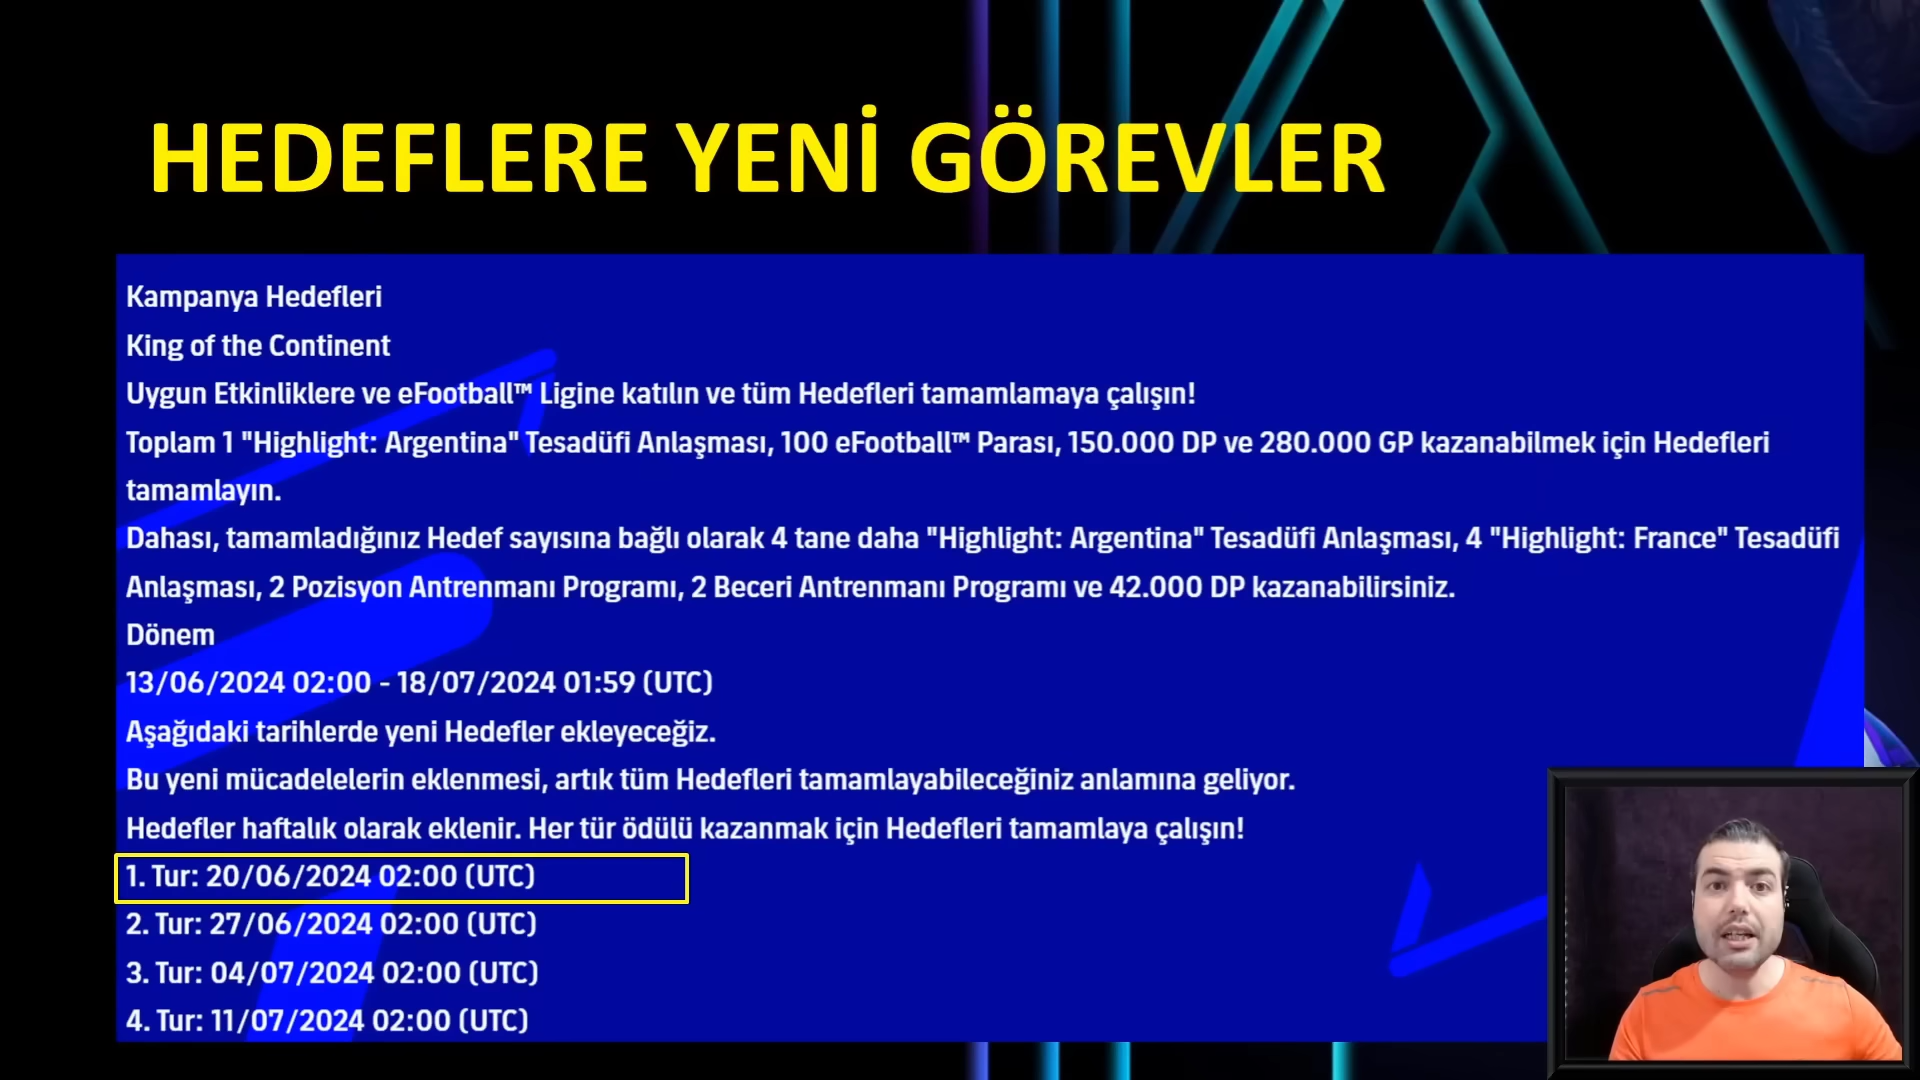 HEDEFLERE YENİ GÖREVLER
Kampanya Hedefleri
King of the Continent
Uygun Etkinliklere ve eFootball™ Ligine katılın ve tüm Hedefleri tamamlamaya çalışın!
Toplam 1 "Highlight: Argentina" Tesadüfi Anlaşması, 100 eFootball™ Parası, 150.000 DP ve 280.000 GP kazanabilmek için Hedefleri
tamamlayın.
Dahası, tamamladığınız Hedef sayısına bağlı olarak 4 tane daha "Highlight: Argentina" Tesadüfi Anlaşması, 4 "Highlight: France" Tesadüfi
Anlaşması, 2 Pozisyon Antrenmanı Programı, 2 Beceri Antrenmanı Programı ve 42.000 DP kazanabilirsiniz.
Dönem
13/06/2024 02:00 - 18/07/2024 01:59 (UTC)
Aşağıdaki tarihlerde yeni Hedefler ekleyeceğiz.
Bu yeni mücadelelerin eklenmesi, artık tüm Hedefleri tamamlayabileceğiniz anlamına geliyor.
Hedefler haftalık olarak eklenir. Her tür ödülü kazanmak için Hedefleri tamamlaya çalışın!
1. Tur: 20/06/2024 02:00 (UTC)
2. Tur: 27/06/2024 02:00 (UTC)
3. Tur: 04/07/2024 02:00 (UTC)
4. Tur: 11/07/2024 02:00 (UTC)